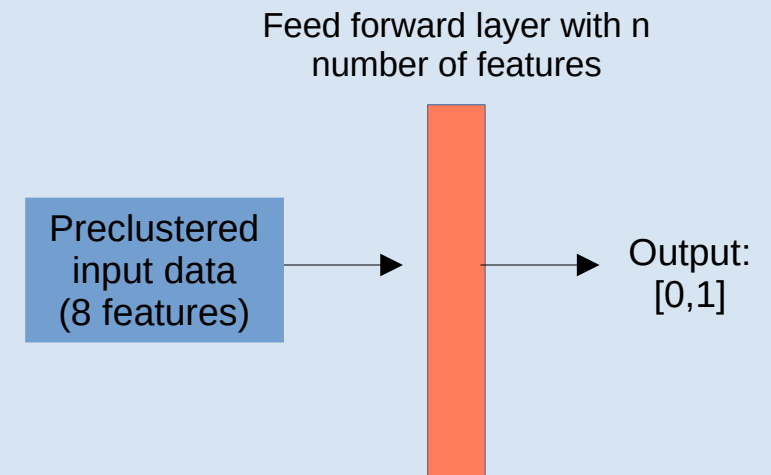 Feed forward layer with n
number of features
Preclustered
input data
(8 features)
Output:
[0,1]